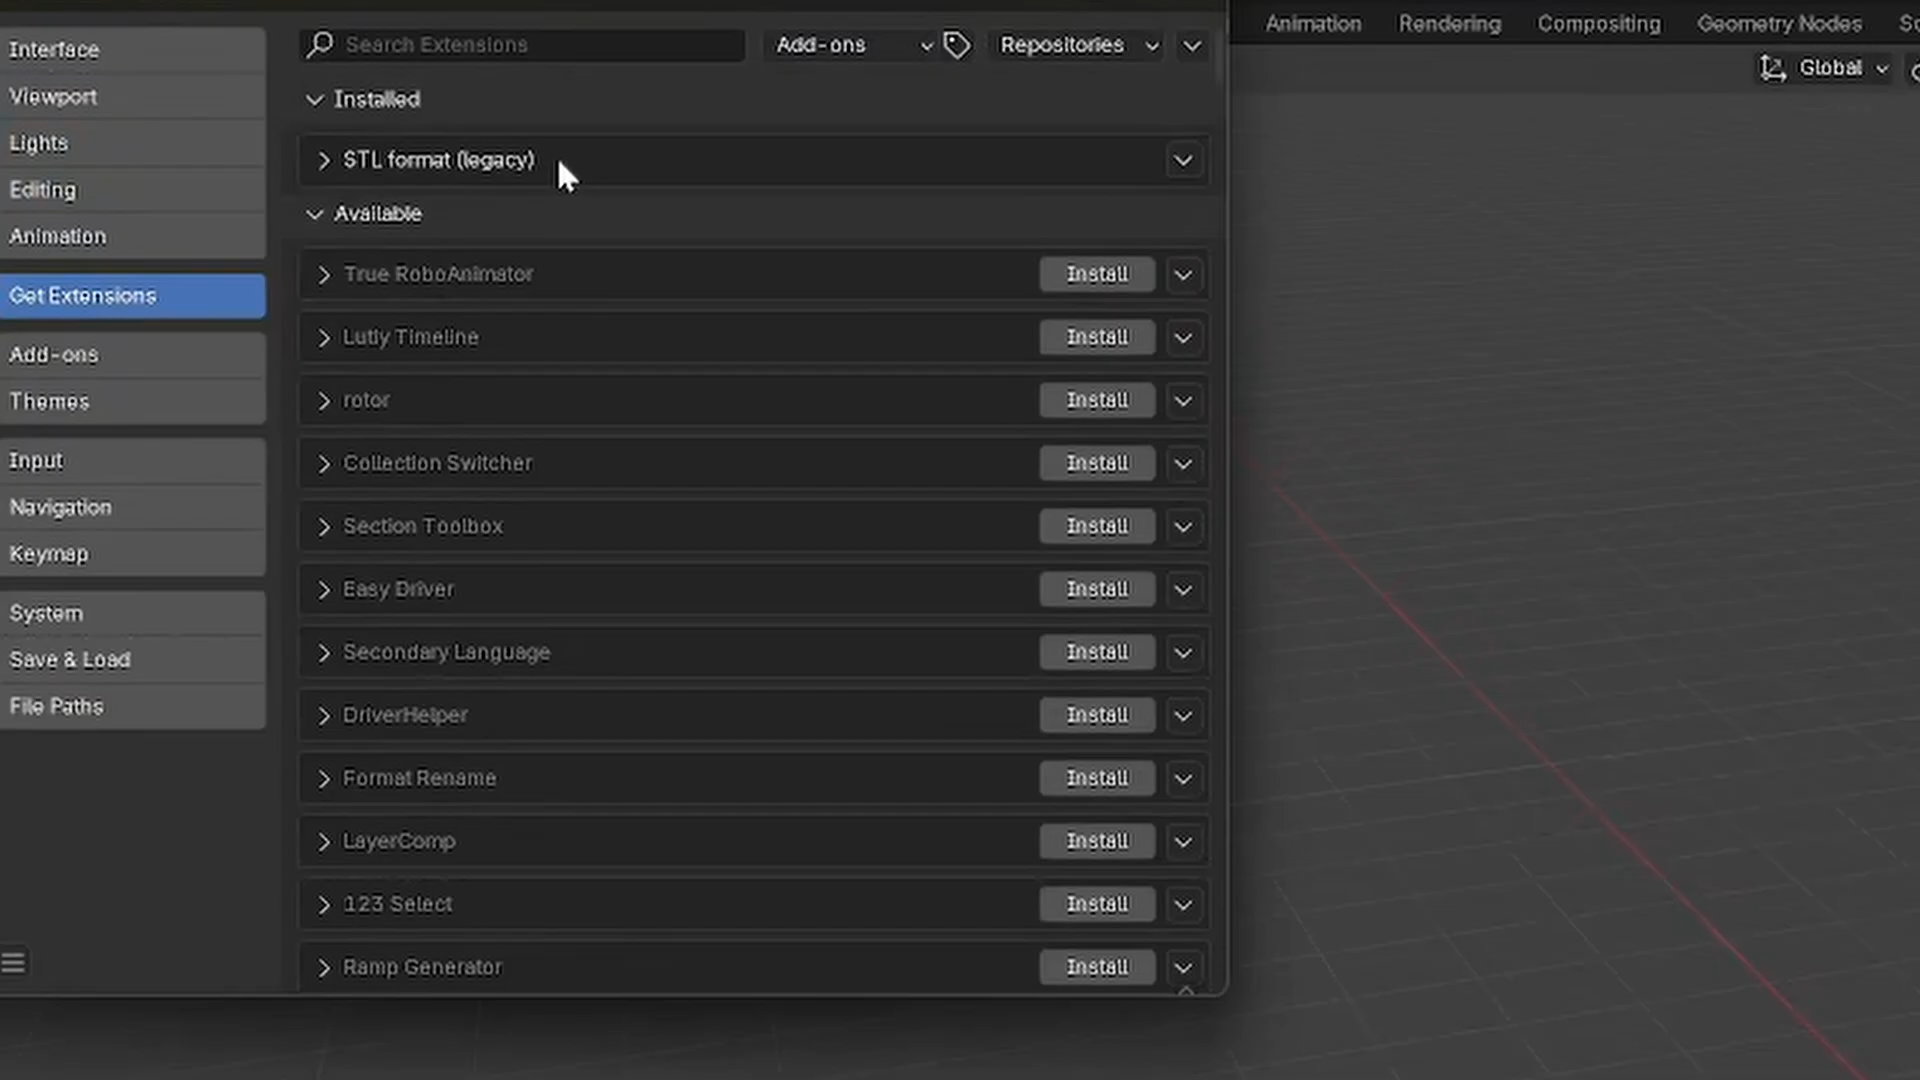 Interface
Viewport
Lights
Editing
Animation
Get Extensions
Add-ons
Themes
Input
Navigation
Keymap
System
Save & Load
File Paths
Search Extensions
Add-ons
Repositories
Installed
STL format (legacy)
Available
True RoboAnimator Install
Lutly Timeline Install
rotor Install
Collection Switcher Install
Section Toolbox Install
Easy Driver Install
Secondary Language Install
DriverHelper Install
Format Rename Install
LayerComp Install
123 Select Install
Ramp Generator Install
Animation Rendering Compositing Geometry Nodes
Global